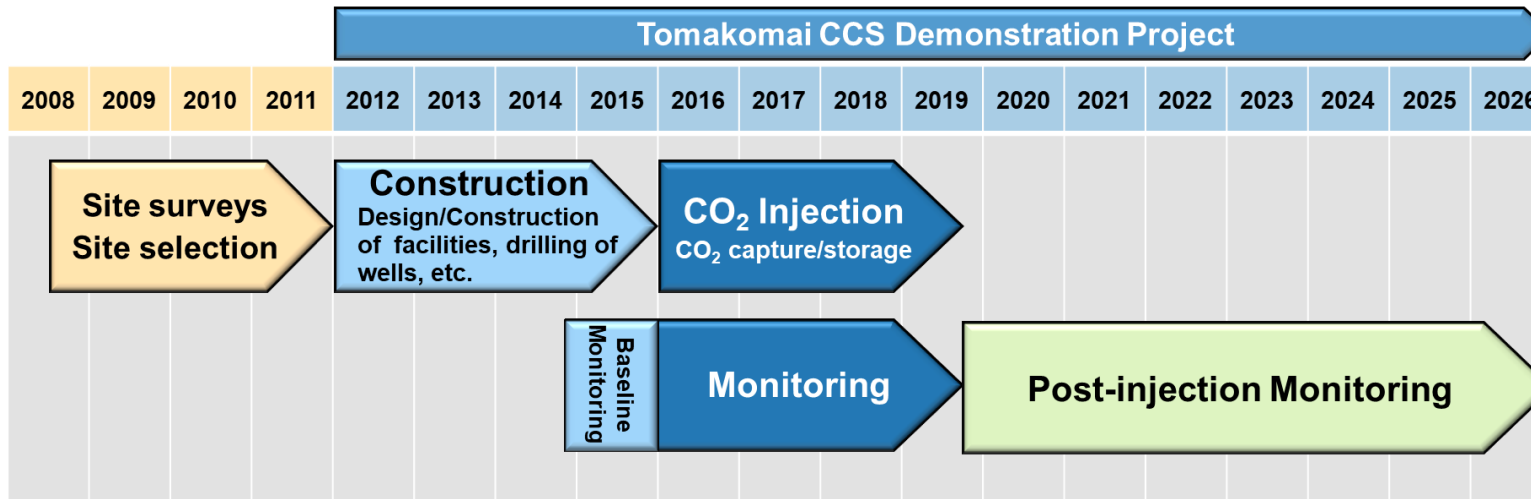 Tomakomai CCS Demonstration Project
2008 2009 2010 2011 2012 2013 2014 2015 2016 2017 2018 2019 2020 2021 2022 2023 2024 2025 2026
Site surveys
Site selection
Construction
Design/Construction
of facilities, drilling of
wells, etc.
CO₂ Injection
CO₂ capture/storage
Baseline
Monitoring
Monitoring
Post-injection Monitoring